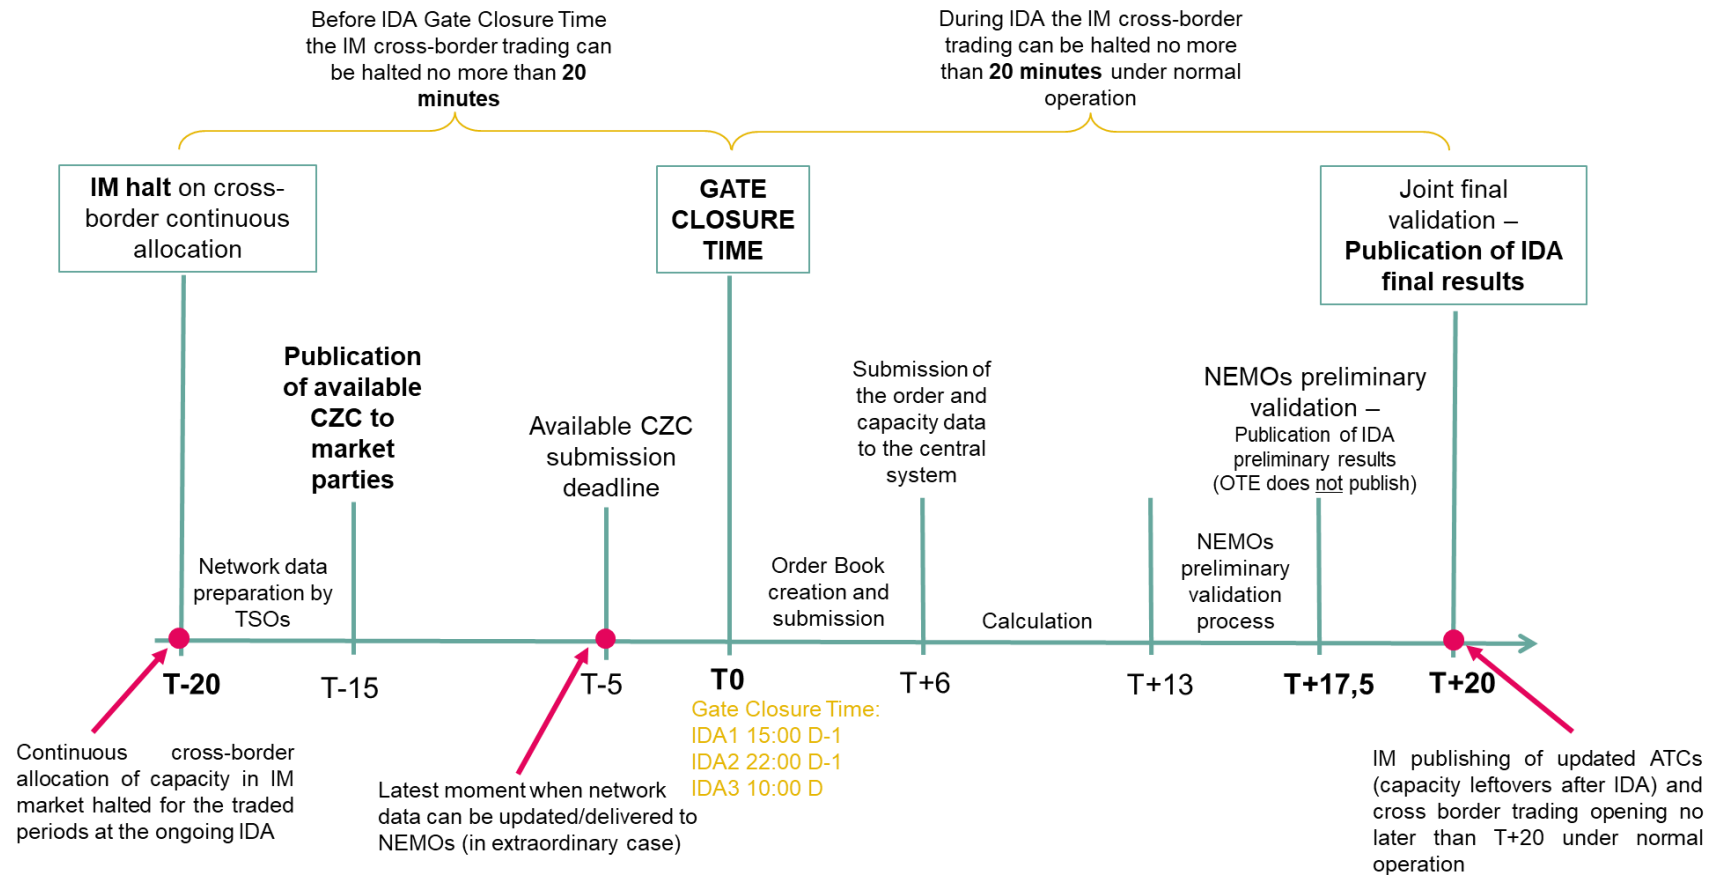 Before IDA Gate Closure Time
the IM cross-border trading can
be halted no more than 20
minutes
During IDA the IM cross-border
trading can be halted no more
than 20 minutes under normal
operation
IM halt on cross-
border continuous
allocation
GATE
CLOSURE
TIME
Joint final
validation –
Publication of IDA
final results
Publication
of available
CZC to
market
parties
Available CZC
submission
deadline
Submission of
the order and
capacity data
to the central
system
NEMOs preliminary
validation –
Publication of IDA
preliminary results
(OTE does not publish)
Network data
preparation by
TSOs
Order Book
creation and
submission
Calculation
NEMOs
preliminary
validation
process
T-20
T-15
T-5
T0
T+6
T+13
T+17,5
T+20
Gate Closure Time:
IDA1 15:00 D-1
IDA2 22:00 D-1
IDA3 10:00 D
Continuous cross-border
allocation of capacity in IM
market halted for the traded
periods at the ongoing IDA
Latest moment when network
data can be updated/delivered to
NEMOs (in extraordinary case)
IM publishing of updated ATCs
(capacity leftovers after IDA) and
cross border trading opening no
later than T+20 under normal
operation